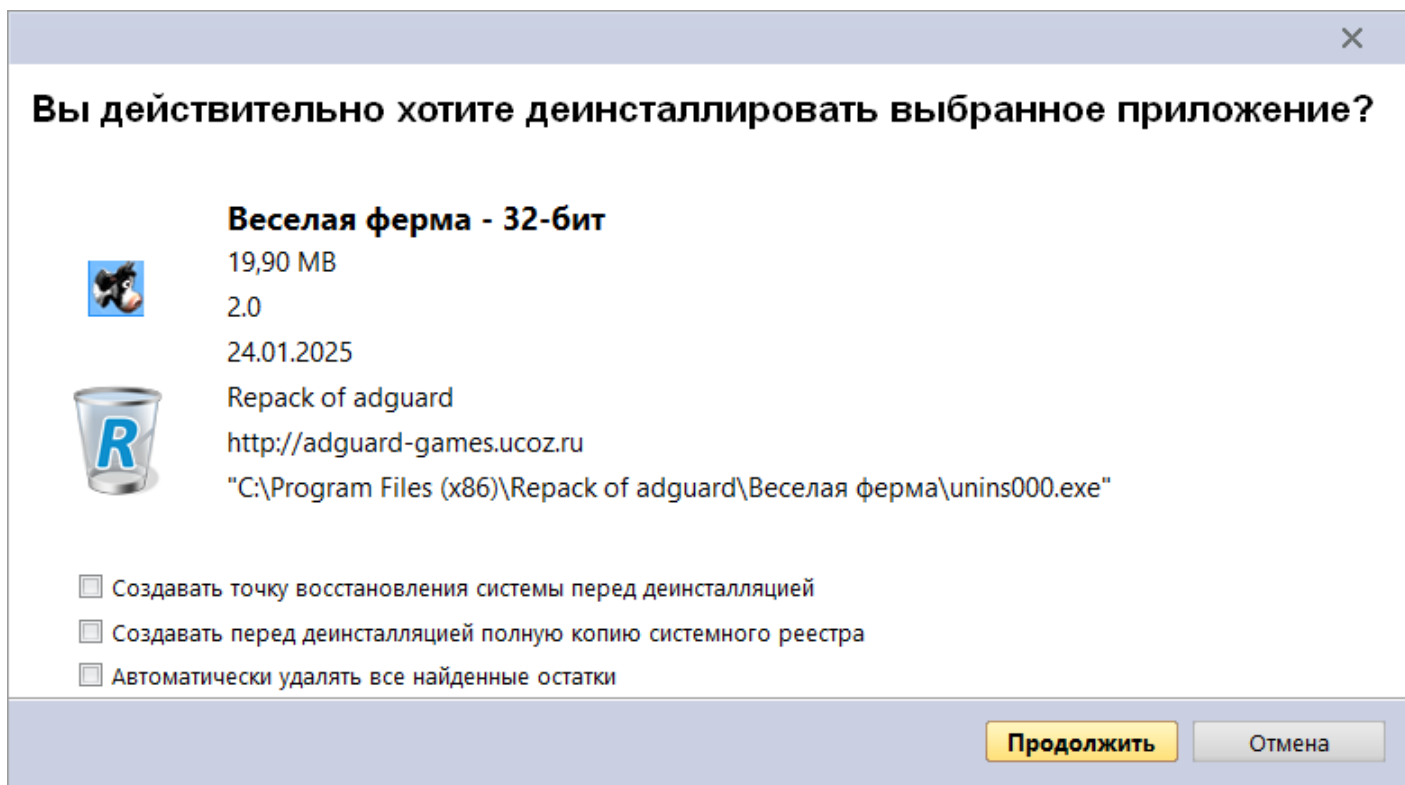 Вы действительно хотите деинсталлировать выбранное приложение?
Веселая ферма - 32-бит
19,90 MB
2.0
24.01.2025
Repack of adguard
http://adguard-games.ucoz.ru
"C:\Program Files (x86)\Repack of adguard\Веселая ферма\unins000.exe"
R
Создавать точку восстановления системы перед деинсталляцией
Создавать перед деинсталляцией полную копию системного реестра
Автоматически удалять все найденные остатки
Продолжить
Отмена